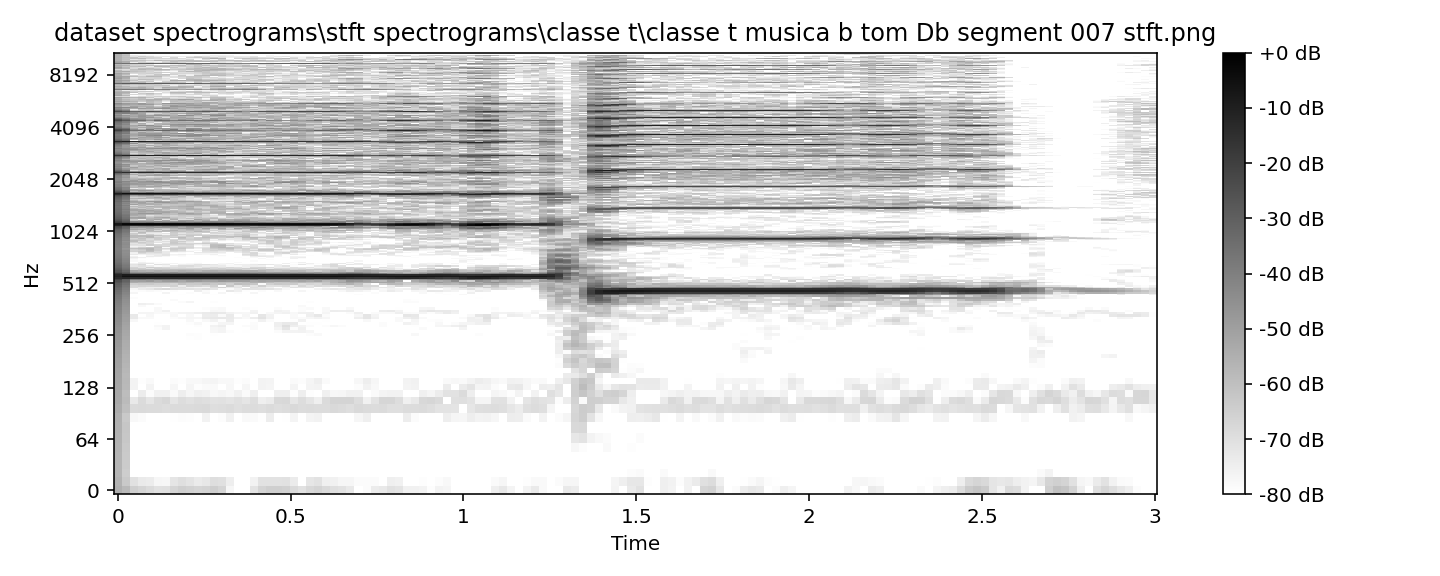 dataset spectrograms\stft spectrograms\classe t\classe t musica b tom Db segment 007 stft.png
Hz
8192
4096
2048
1024
512
256
128
64
0
0 0.5 1 1.5 2 2.5 3
Time
+0 dB
-10 dB
-20 dB
-30 dB
-40 dB
-50 dB
-60 dB
-70 dB
-80 dB